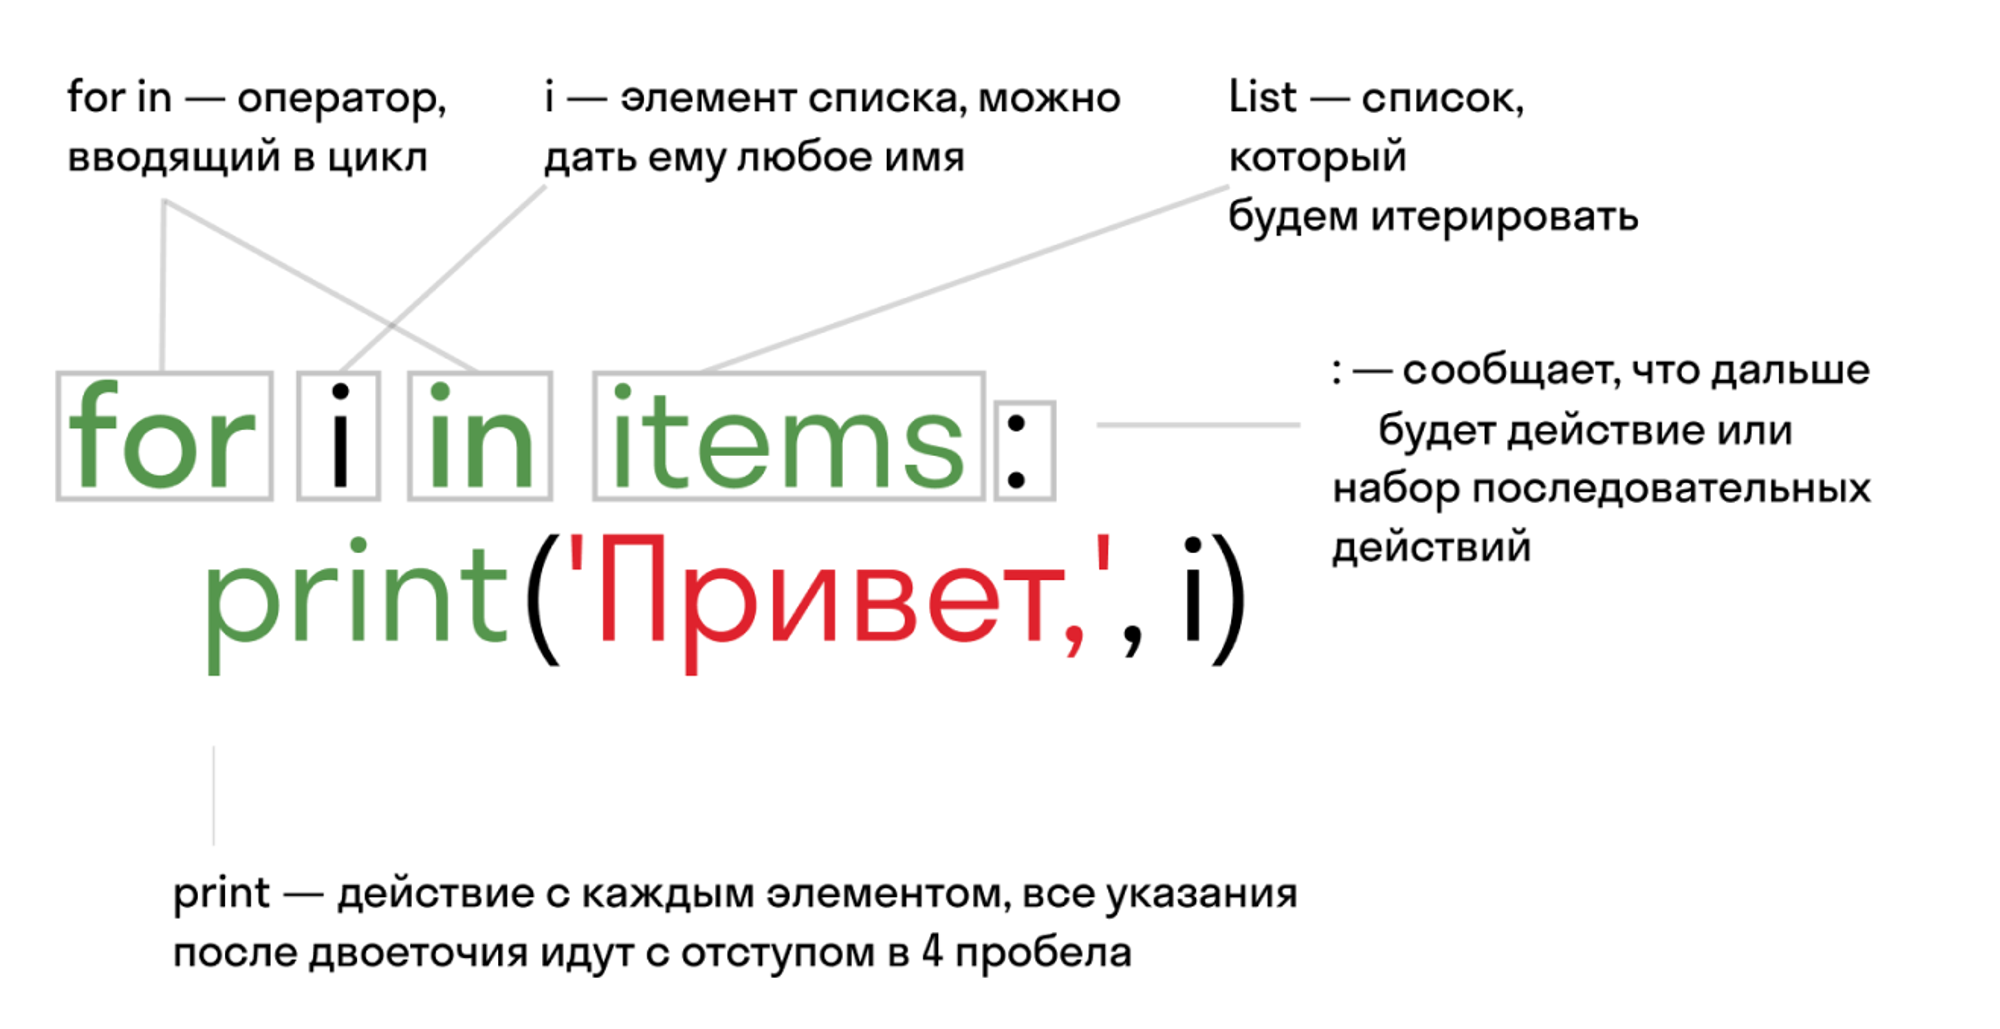 for in — оператор,
вводящий в цикл
i — элемент списка, можно
дать ему любое имя
List — список,
который
будем итерировать
for i in items:
print('Привет,', i)
: — сообщает, что дальше
будет действие или
набор последовательных
действий
print — действие с каждым элементом, все указания
после двоеточия идут с отступом в 4 пробела